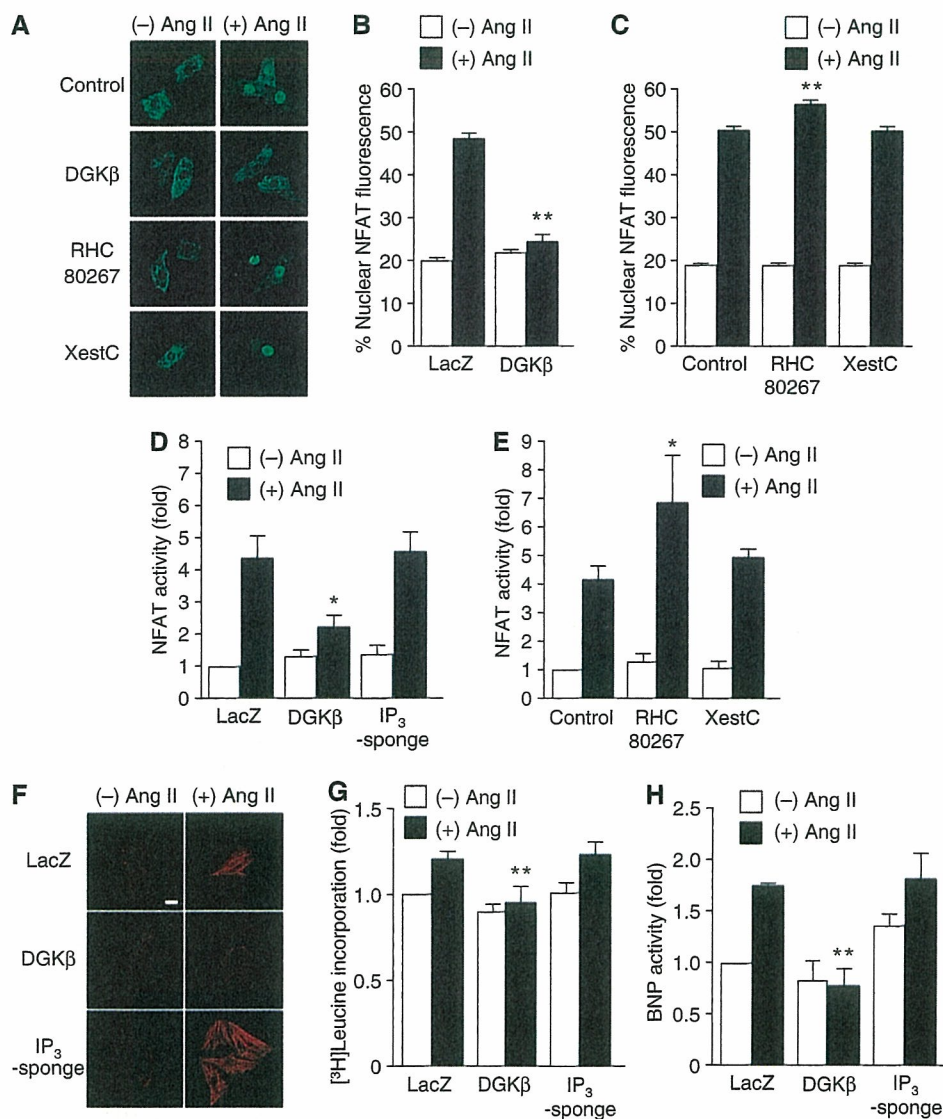 A
(−) Ang II (+) Ang II
Control
DGKβ
RHC
80267
XestC
B
(−) Ang II
(+) Ang II
% Nuclear NFAT fluorescence
60
50
40
30
20
10
0
**
LacZ DGKβ
C
(−) Ang II
(+) Ang II
% Nuclear NFAT fluorescence
60
50
40
30
20
10
0
**
Control RHC XestC
80267
D
(−) Ang II
(+) Ang II
NFAT activity (fold)
8
7
6
5
4
3
2
1
0
*
LacZ DGKβ IP3
-sponge
E
(−) Ang II
(+) Ang II
NFAT activity (fold)
9
8
7
6
5
4
3
2
1
0
*
Control RHC XestC
80267
F
(−) Ang II (+) Ang II
LacZ
DGKβ
IP3
-sponge
G
(−) Ang II
(+) Ang II
[³H]Leucine incorporation (fold)
1.5
1.0
0.5
0
**
LacZ DGKβ IP3
-sponge
H
(−) Ang II
(+) Ang II
BNP activity (fold)
2.5
2.0
1.5
1.0
0.5
0
**
LacZ DGKβ IP3
-sponge